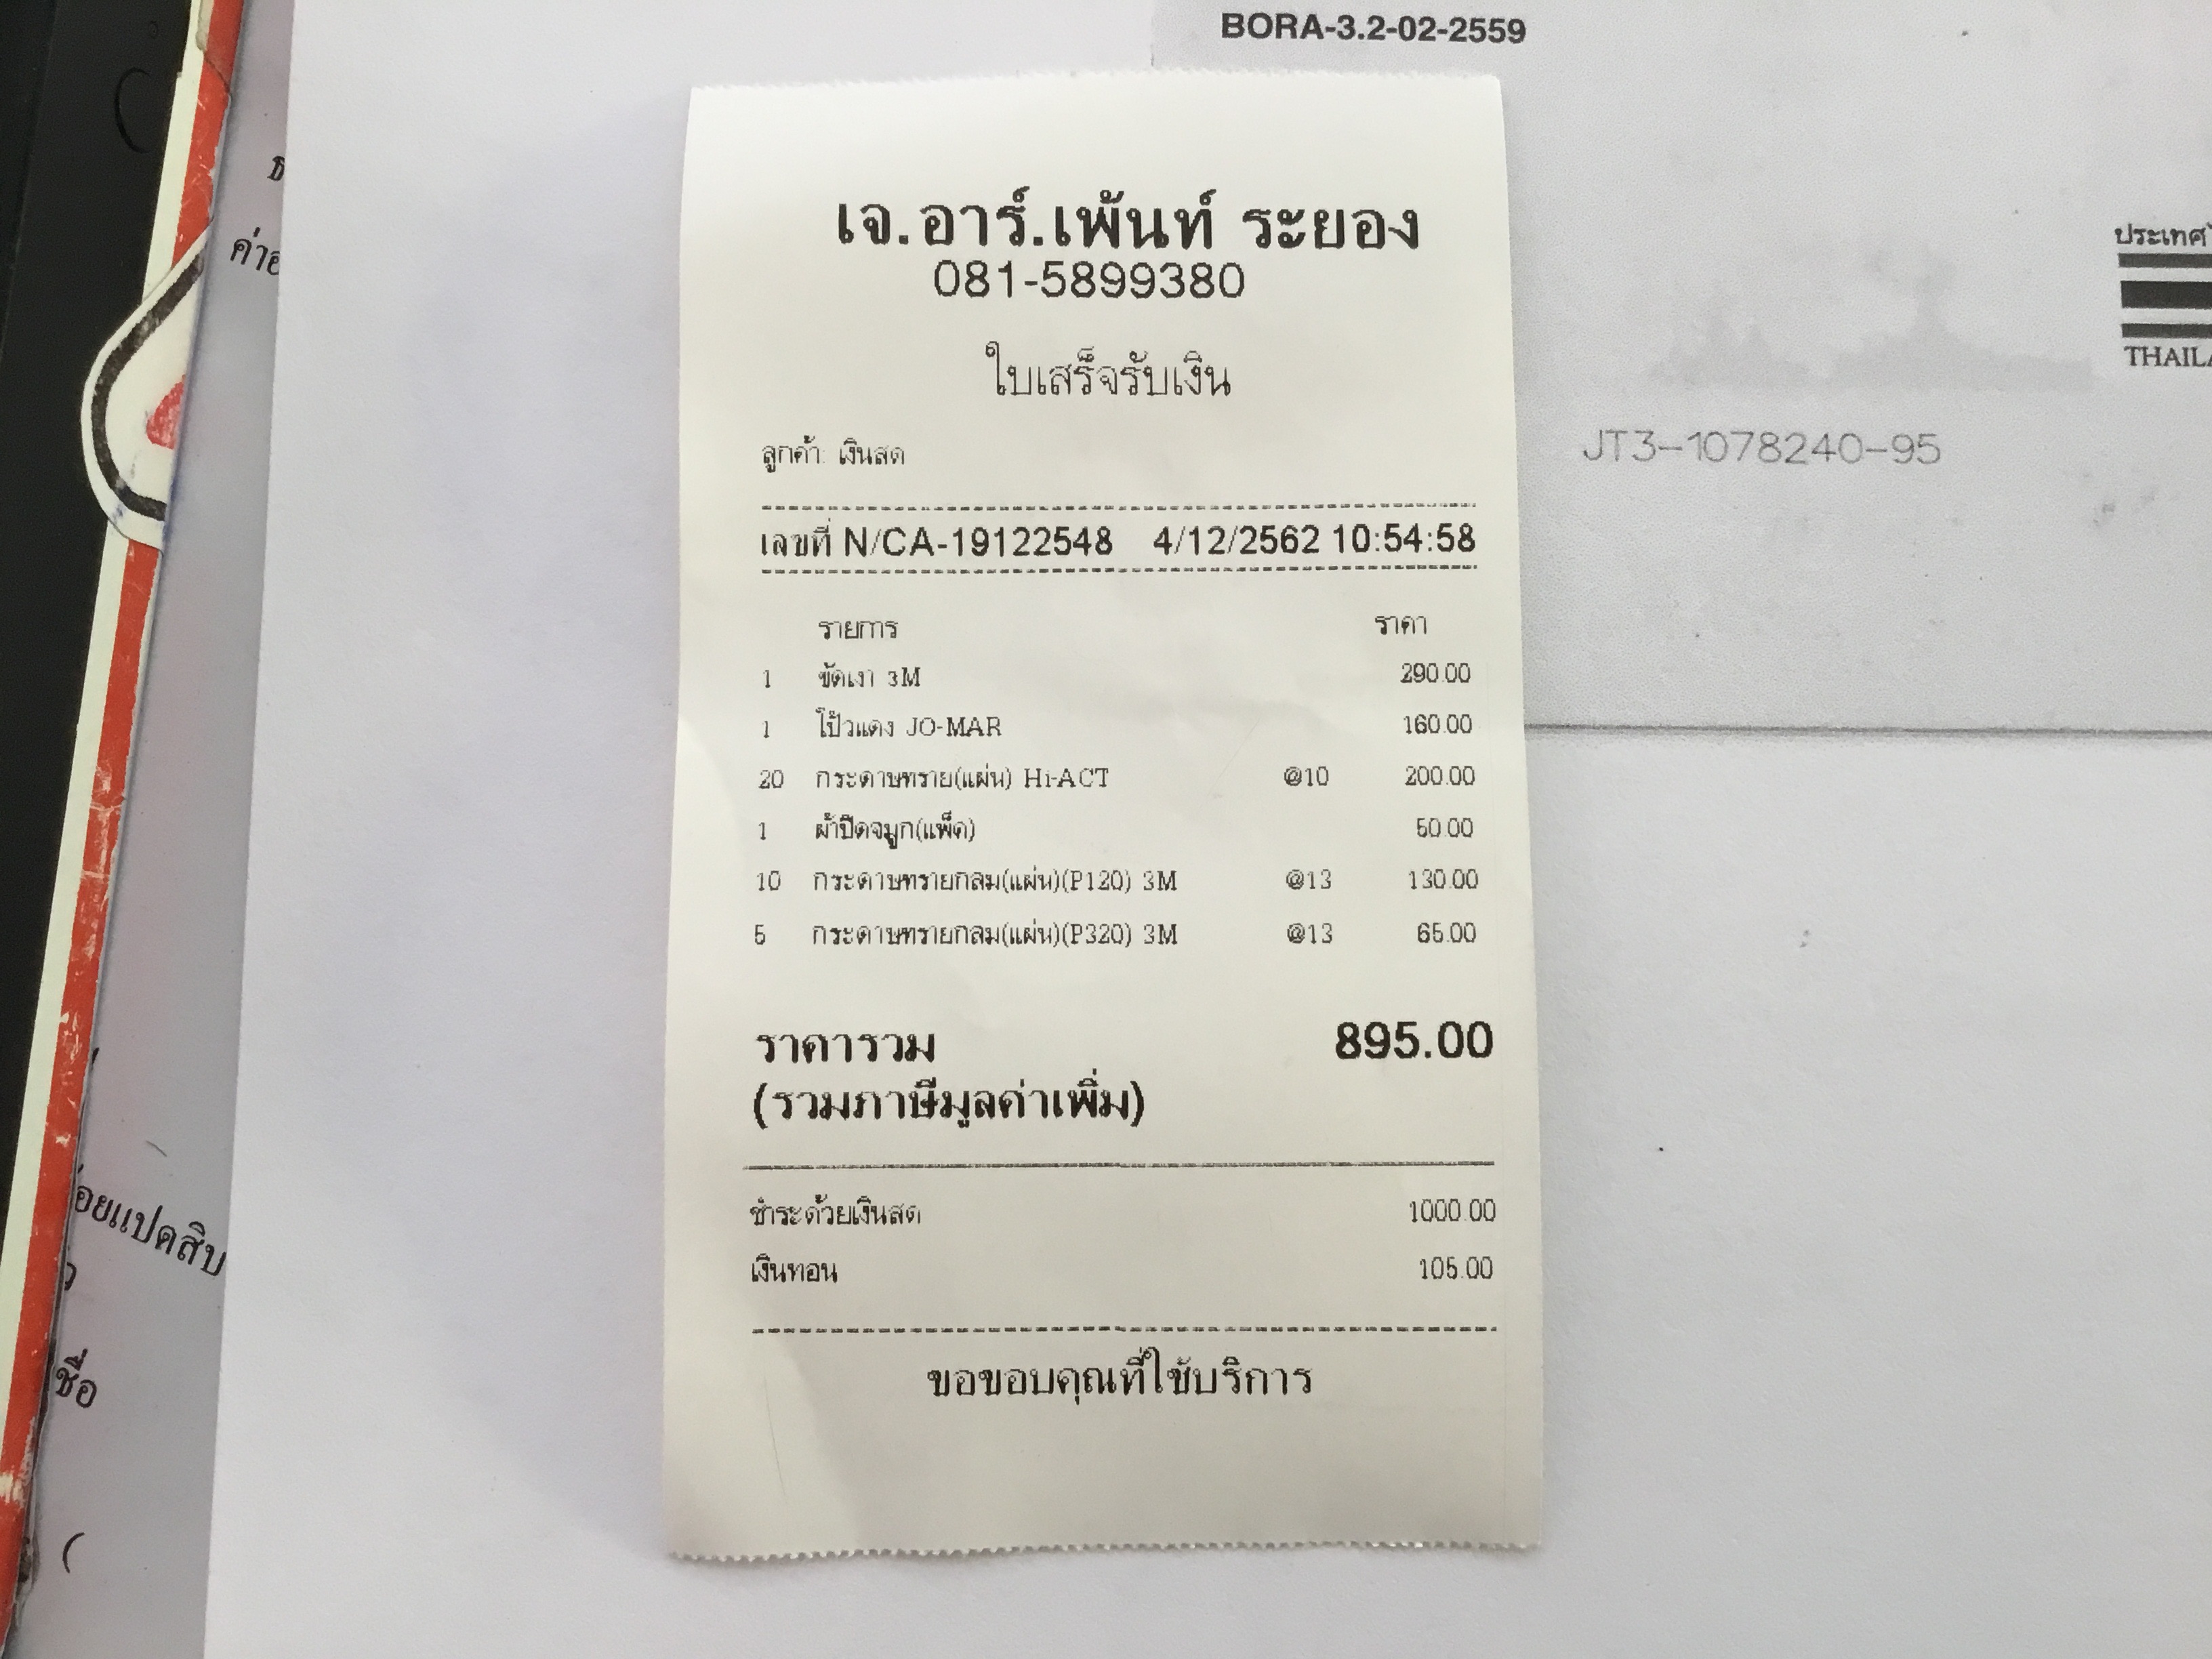 BORA-3.2-02-2559
ประเทศ
THAILA
JT3-1078240-95
ค่าอ
้อยแปดสิบ
ชื่อ
(
เจ.อาร์.เพ้นท์ ระยอง
081-5899380
ใบเสร็จรับเงิน
ลูกค้า: เงินสด
เลขที่ N/CA-19122548 4/12/2562 10:54:58
รายการ ราคา
1 ขัดเงา 3M 290.00
1 โป้วแดง JO-MAR 160.00
20 กระดาษทราย(แผ่น) Hi-ACT @10 200.00
1 ผ้าปิดจมูก(แพ็ค) 50.00
10 กระดาษทรายกลม(แผ่น)(P120) 3M @13 130.00
5 กระดาษทรายกลม(แผ่น)(P320) 3M @13 65.00
ราคารวม 895.00
(รวมภาษีมูลค่าเพิ่ม)
ชำระด้วยเงินสด 1000.00
เงินทอน 105.00
ขอขอบคุณที่ใช้บริการ